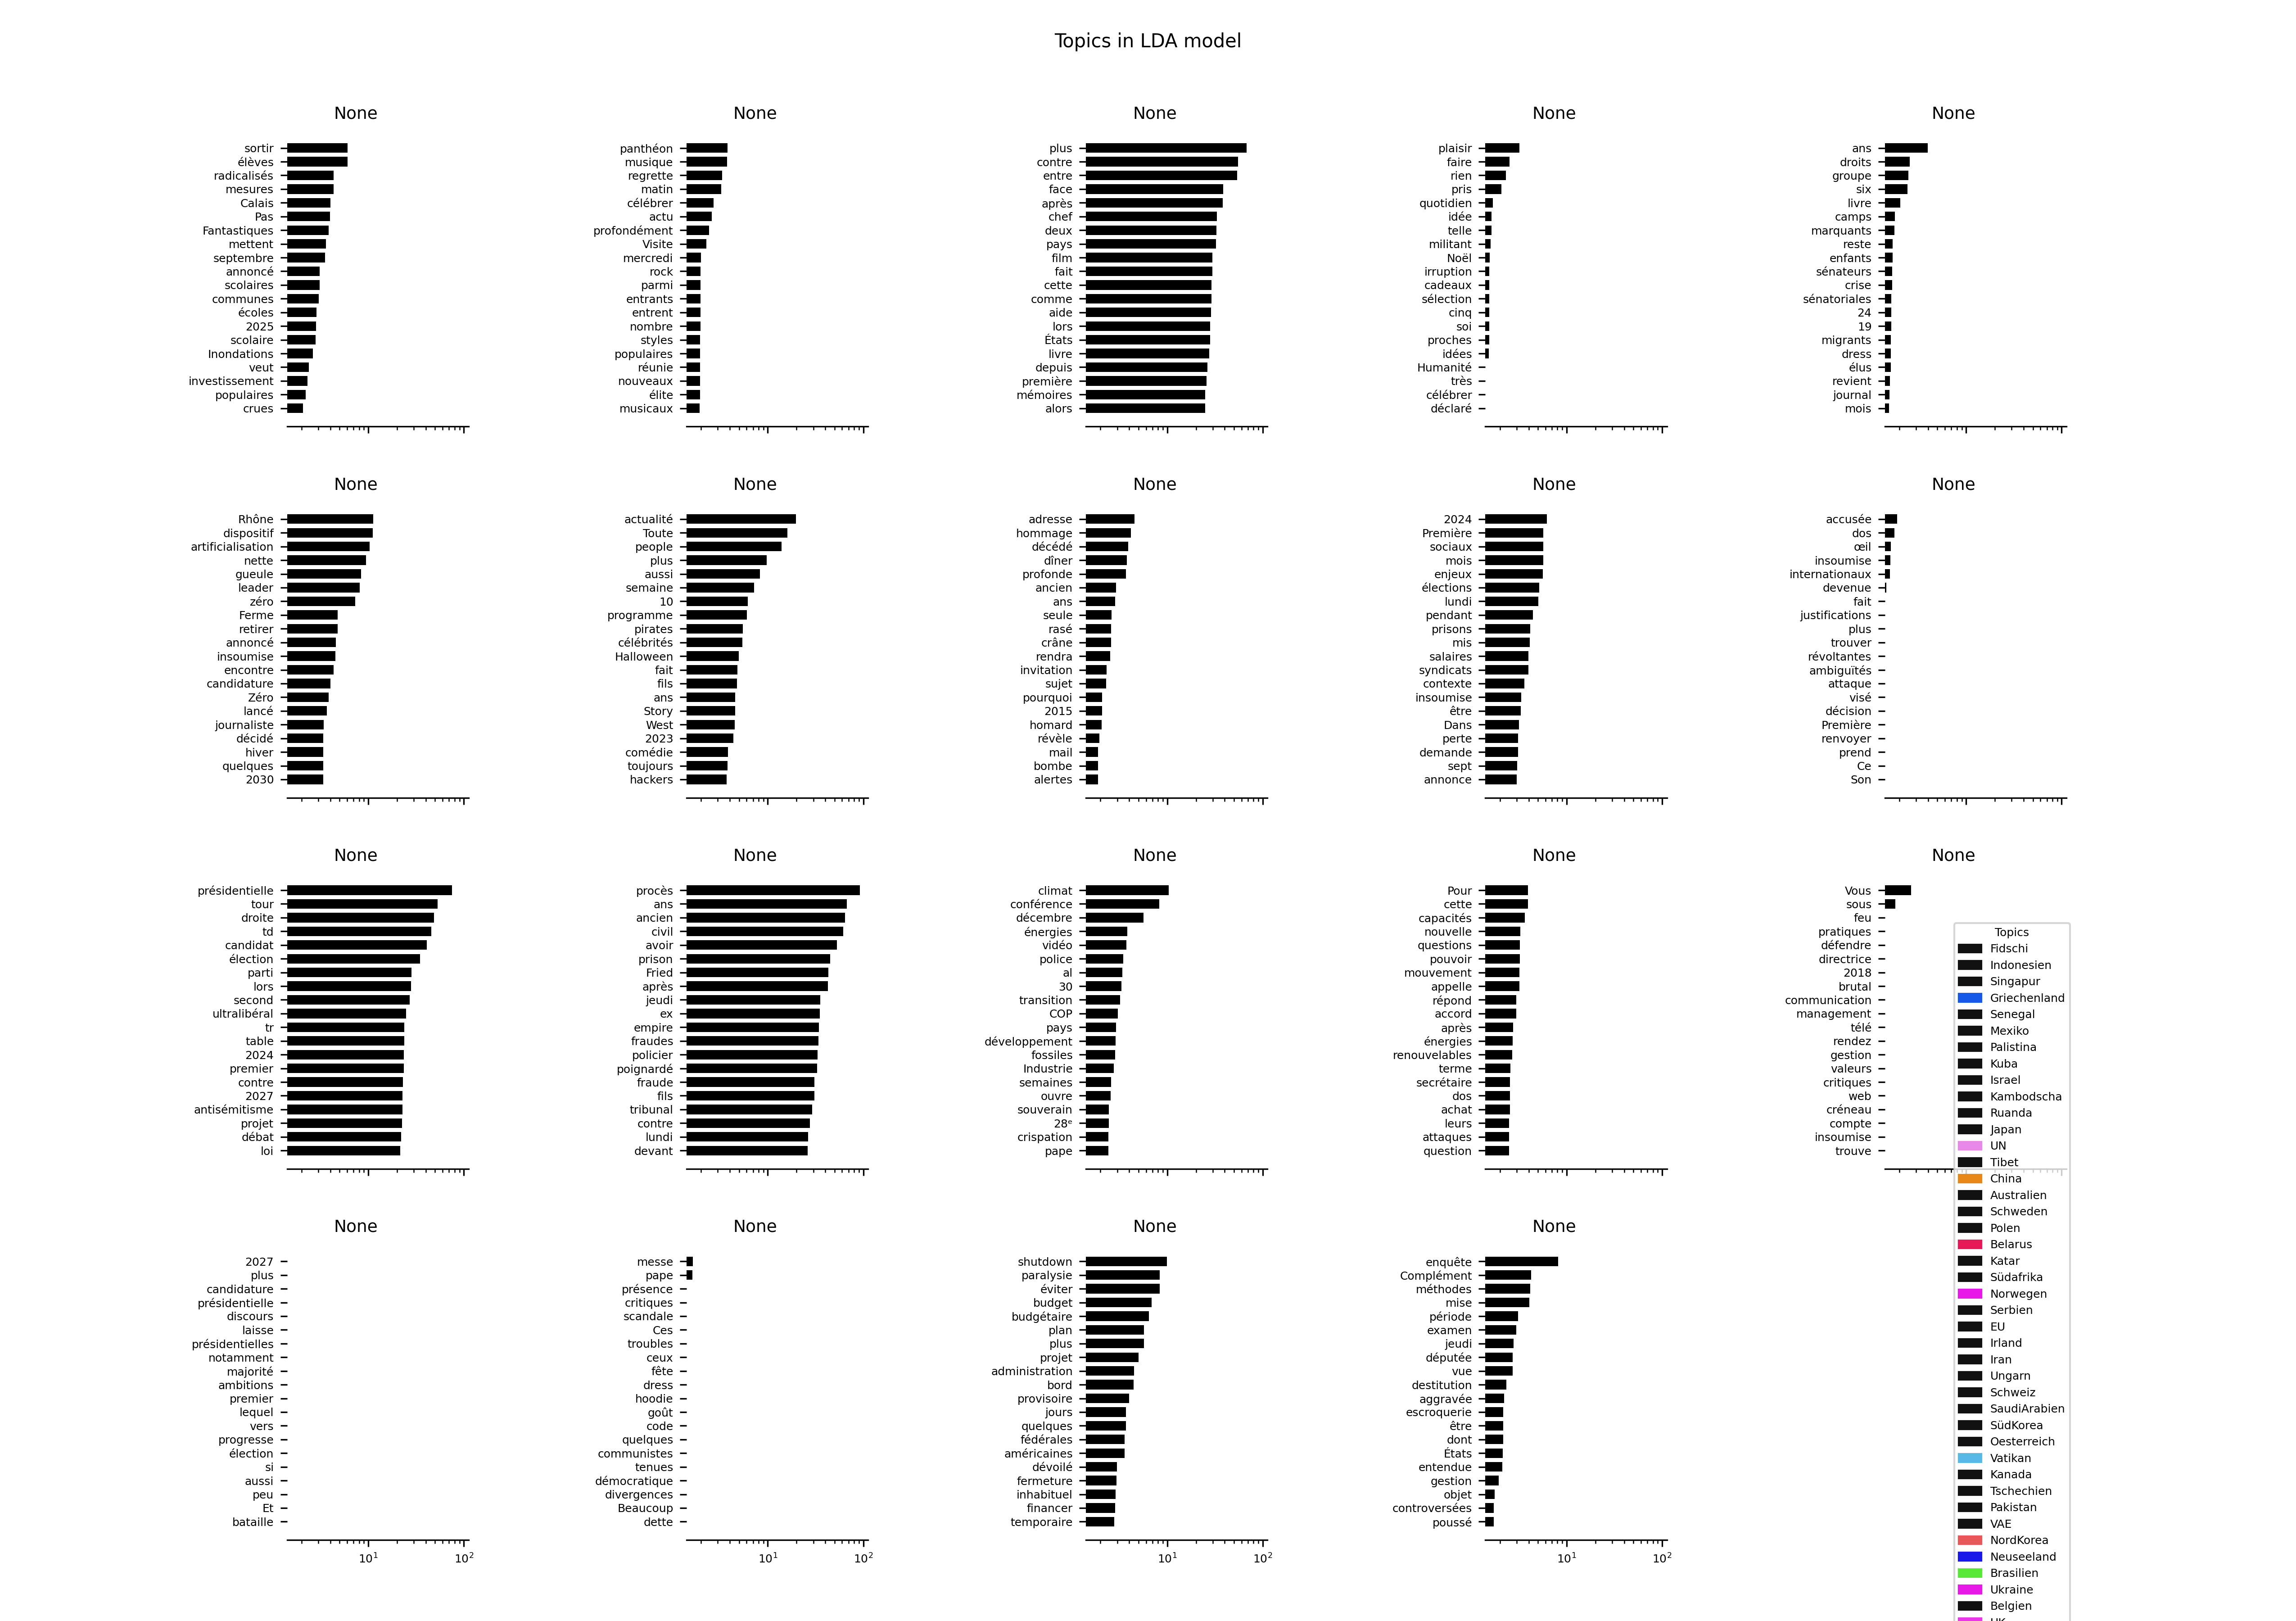 Topics in LDA model
None
sortir
élèves
radicalisés
mesures
Calais
Pas
Fantastiques
mettent
septembre
annoncé
scolaires
communes
écoles
2025
scolaire
Inondations
veut
investissement
populaires
crues
None
panthéon
musique
regrette
matin
célébrer
actu
profondément
Visite
mercredi
rock
parmi
entrants
entrent
nombre
styles
populaires
réunie
nouveaux
élite
musicaux
None
plus
contre
entre
face
après
chef
deux
pays
film
fait
cette
comme
aide
lors
États
livre
depuis
première
mémoires
alors
None
plaisir
faire
rien
pris
quotidien
idée
telle
militant
Noël
irruption
cadeaux
sélection
cinq
soi
proches
idées
Humanité
très
célébrer
déclaré
None
ans
droits
groupe
six
livre
camps
marquants
reste
enfants
sénateurs
crise
sénatoriales
24
19
migrants
dress
élus
revient
journal
mois
None
Rhône
dispositif
artificialisation
nette
gueule
leader
zéro
Ferme
retirer
annoncé
insoumise
encontre
candidature
Zéro
lancé
journaliste
décidé
hiver
quelques
2030
None
actualité
Toute
people
plus
aussi
semaine
10
programme
pirates
célébrités
Halloween
fait
fils
ans
Story
West
2023
comédie
toujours
hackers
None
adresse
hommage
décédé
dîner
profonde
ancien
ans
seule
rasé
crâne
rendra
invitation
sujet
pourquoi
2015
homard
révèle
mail
bombe
alertes
None
2024
Première
sociaux
mois
enjeux
élections
lundi
pendant
prisons
mis
salaires
syndicats
contexte
insoumise
être
Dans
perte
demande
sept
annonce
None
accusée
dos
œil
insoumise
internationaux
devenue
fait
justifications
plus
trouver
révoltantes
ambiguïtés
attaque
visé
décision
Première
renvoyer
prend
Ce
Son
None
présidentielle
tour
droite
td
candidat
élection
parti
lors
second
ultralibéral
tr
table
2024
premier
contre
2027
antisémitisme
projet
débat
loi
None
procès
ans
ancien
civil
avoir
prison
Fried
après
jeudi
ex
empire
fraudes
policier
poignardé
fraude
fils
tribunal
contre
lundi
devant
None
climat
conférence
décembre
énergies
vidéo
police
al
30
transition
COP
pays
développement
fossiles
Industrie
semaines
ouvre
souverain
28ᵉ
crispation
pape
None
Pour
cette
capacités
nouvelle
questions
pouvoir
mouvement
appelle
répond
accord
après
énergies
renouvelables
terme
secrétaire
dos
achat
leurs
attaques
question
None
Vous
sous
feu
pratiques
défendre
directrice
2018
brutal
communication
management
télé
rendez
gestion
valeurs
critiques
web
créneau
compte
insoumise
trouve
None
2027
plus
candidature
présidentielle
discours
laisse
présidentielles
notamment
majorité
ambitions
premier
lequel
vers
progresse
élection
si
aussi
peu
Et
bataille
10¹ 10²
None
messe
pape
présence
critiques
scandale
Ces
troubles
ceux
fête
dress
hoodie
goût
code
quelques
communistes
tenues
démocratique
divergences
Beaucoup
dette
10¹ 10²
None
shutdown
paralysie
éviter
budget
budgétaire
plan
plus
projet
administration
bord
provisoire
jours
quelques
fédérales
américaines
dévoilé
fermeture
inhabituel
financer
temporaire
10¹ 10²
None
enquête
Complément
méthodes
mise
période
examen
jeudi
députée
vue
destitution
aggravée
escroquerie
être
dont
États
entendue
gestion
objet
controversées
poussé
10¹ 10²
Topics
Fidschi
Indonesien
Singapur
Griechenland
Senegal
Mexiko
Palistina
Kuba
Israel
Kambodscha
Ruanda
Japan
UN
Tibet
China
Australien
Schweden
Polen
Belarus
Katar
Südafrika
Norwegen
Serbien
EU
Irland
Iran
Ungarn
Schweiz
SaudiArabien
SüdKorea
Oesterreich
Vatikan
Kanada
Tschechien
Pakistan
VAE
NordKorea
Neuseeland
Brasilien
Ukraine
Belgien